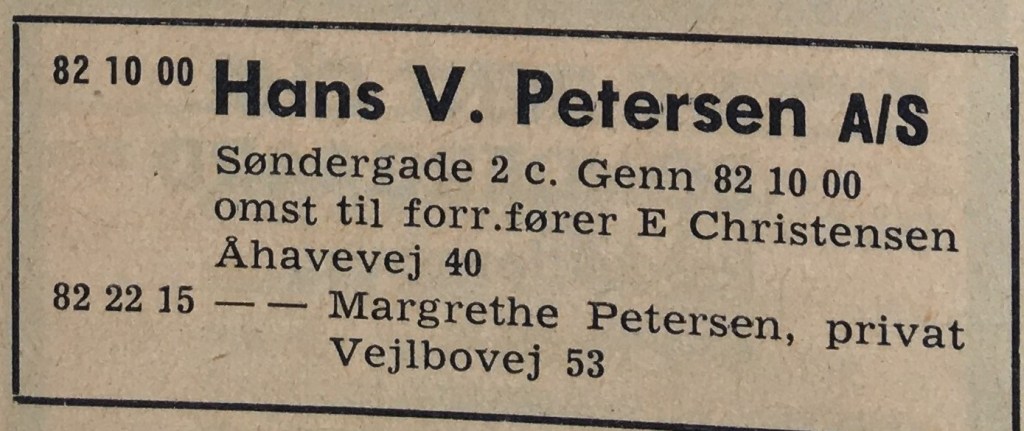 82 10 00 Hans V. Petersen A/S
Søndergade 2 c. Genn 82 10 00
omst til forr.fører E Christensen
Åhavevej 40
82 22 15 — — Margrethe Petersen, privat
Vejlbovej 53